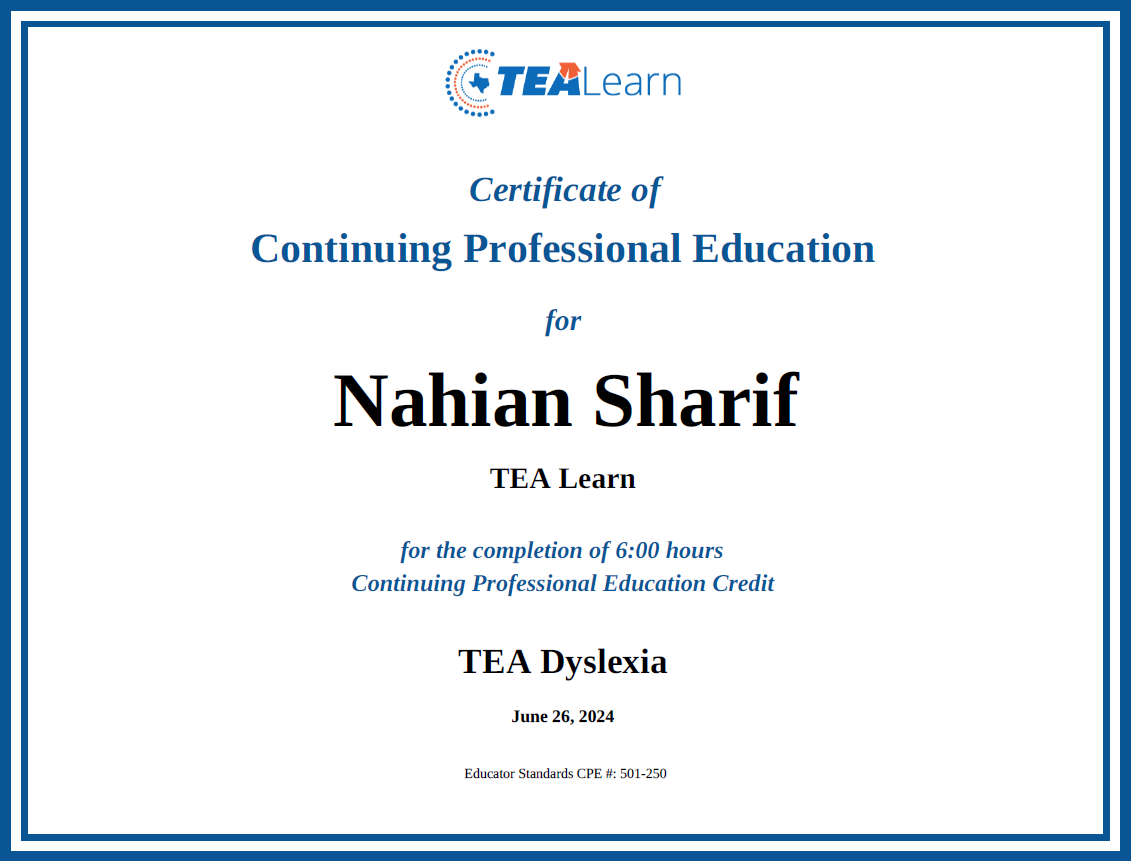 TEALearn
Certificate of
Continuing Professional Education
for
Nahian Sharif
TEA Learn
for the completion of 6:00 hours
Continuing Professional Education Credit
TEA Dyslexia
June 26, 2024
Educator Standards CPE #: 501-250